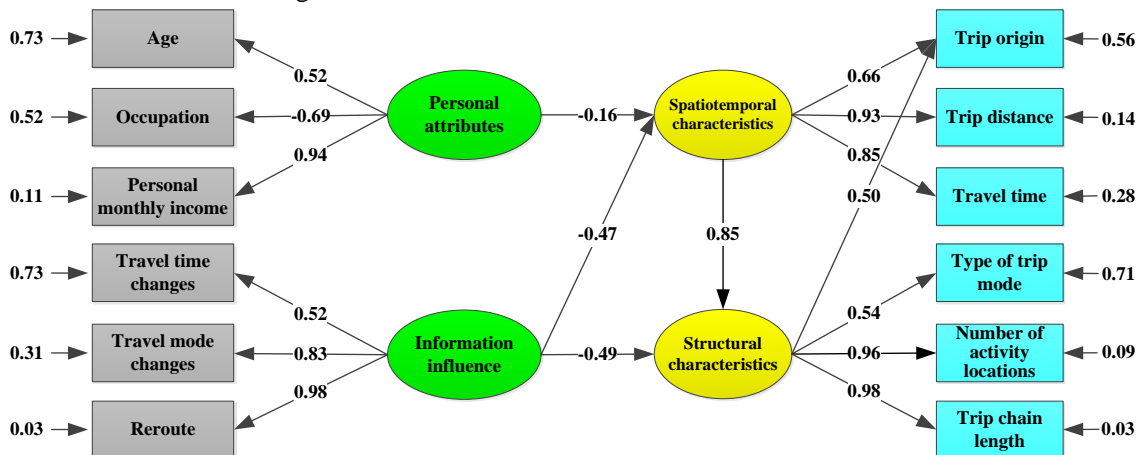 0.73
Age
0.52
Occupation
0.11
Personal
monthly income
0.73
Travel time
changes
0.31
Travel mode
changes
0.03
Reroute
0.52
-0.69
0.94
0.52
0.83
0.98
Personal
attributes
Information
influence
-0.16
-0.47
-0.49
Spatiotemporal
characteristics
0.85
Structural
characteristics
0.66
0.93
0.85
0.50
0.54
0.96
0.98
Trip origin
0.56
Trip distance
0.14
Travel time
0.28
Type of trip
mode
0.71
Number of
activity
locations
0.09
Trip chain
length
0.03